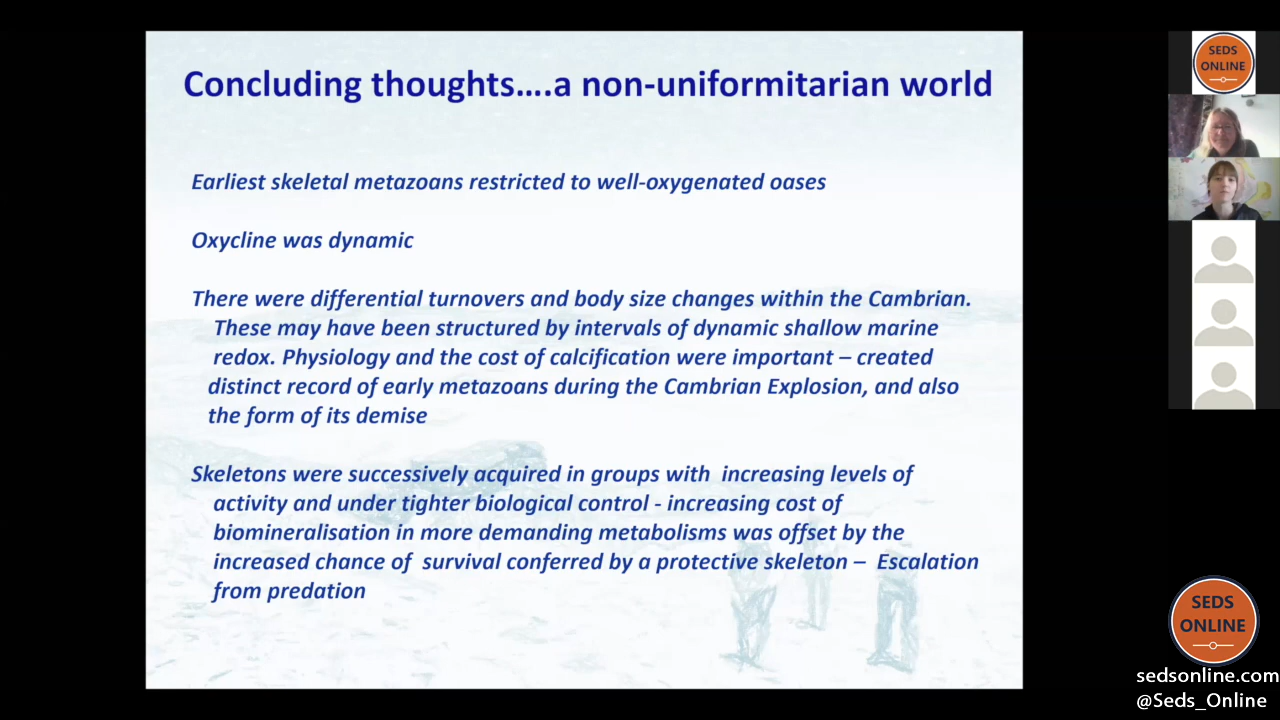 Concluding thoughts....a non-uniformitarian world
Earliest skeletal metazoans restricted to well-oxygenated oases
Oxycline was dynamic
There were differential turnovers and body size changes within the Cambrian.
These may have been structured by intervals of dynamic shallow marine
redox. Physiology and the cost of calcification were important – created
distinct record of early metazoans during the Cambrian Explosion, and also
the form of its demise
Skeletons were successively acquired in groups with increasing levels of
activity and under tighter biological control - increasing cost of
biomineralisation in more demanding metabolisms was offset by the
increased chance of survival conferred by a protective skeleton – Escalation
from predation
SEDS
ONLINE
SEDS
ONLINE
sedsonline.com
@Seds_Online